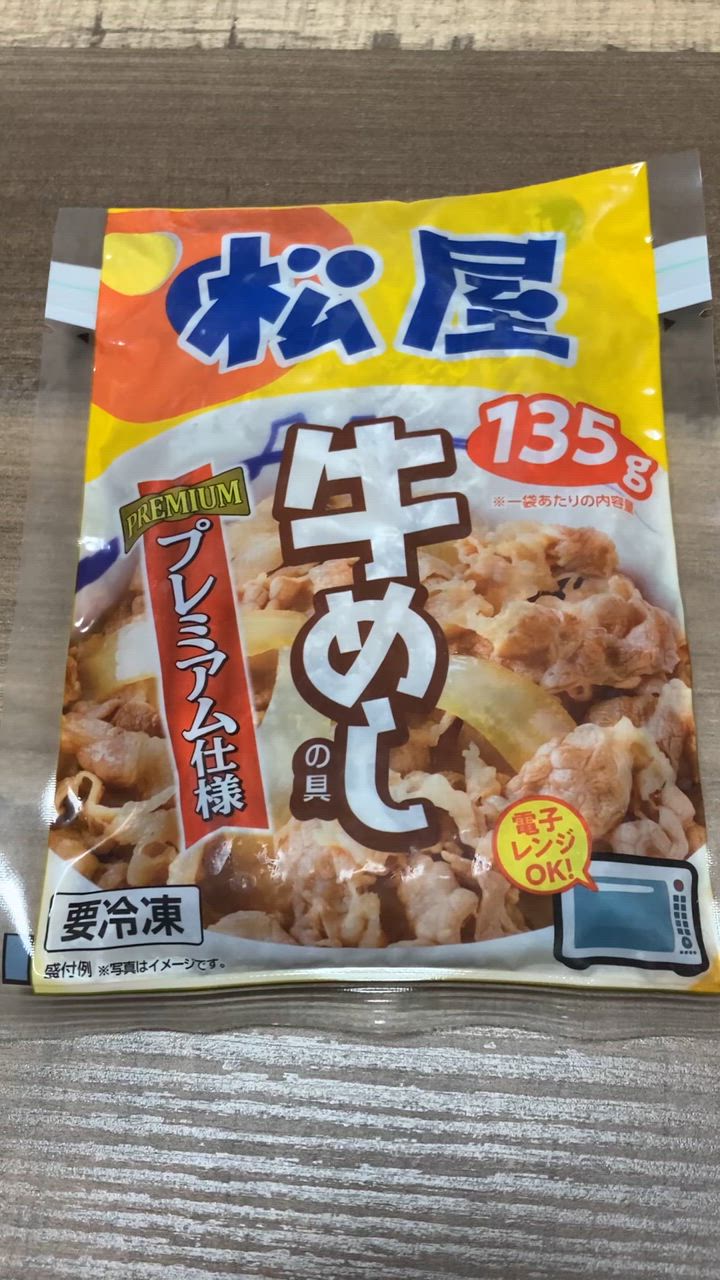 松屋
135g
※一袋あたりの内容量
牛めし
の具
PREMIUM
プレミアム仕様
電子
レンジ
OK!
要冷凍
盛付例 ※写真はイメージです。